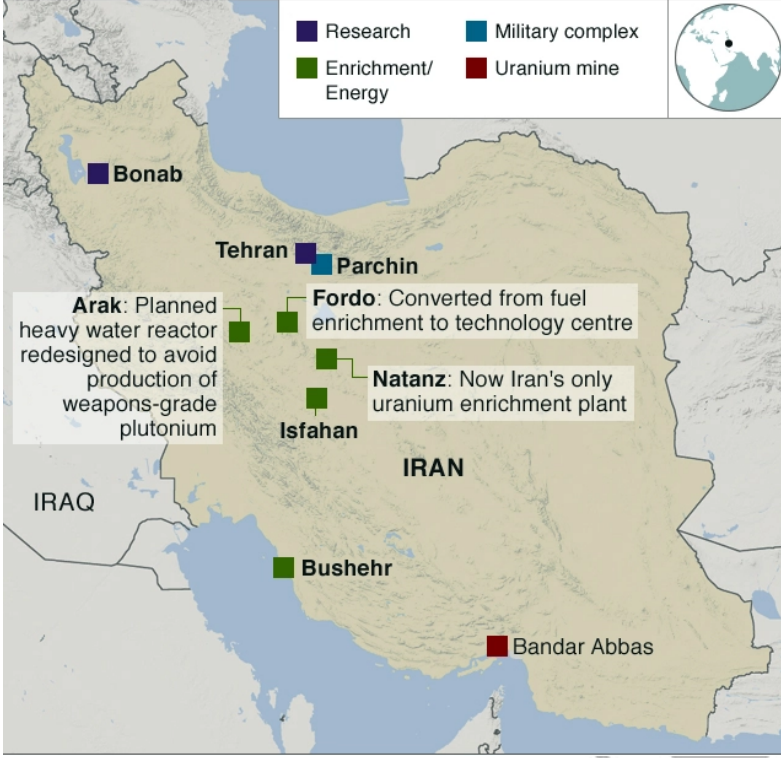 Research
Military complex
Enrichment/
Energy
Uranium mine
Bonab
Tehran
Parchin
Arak: Planned
heavy water reactor
redesigned to avoid
production of
weapons-grade
plutonium
Fordo: Converted from fuel
enrichment to technology centre
Natanz: Now Iran's only
uranium enrichment plant
Isfahan
IRAN
IRAQ
Bushehr
Bandar Abbas